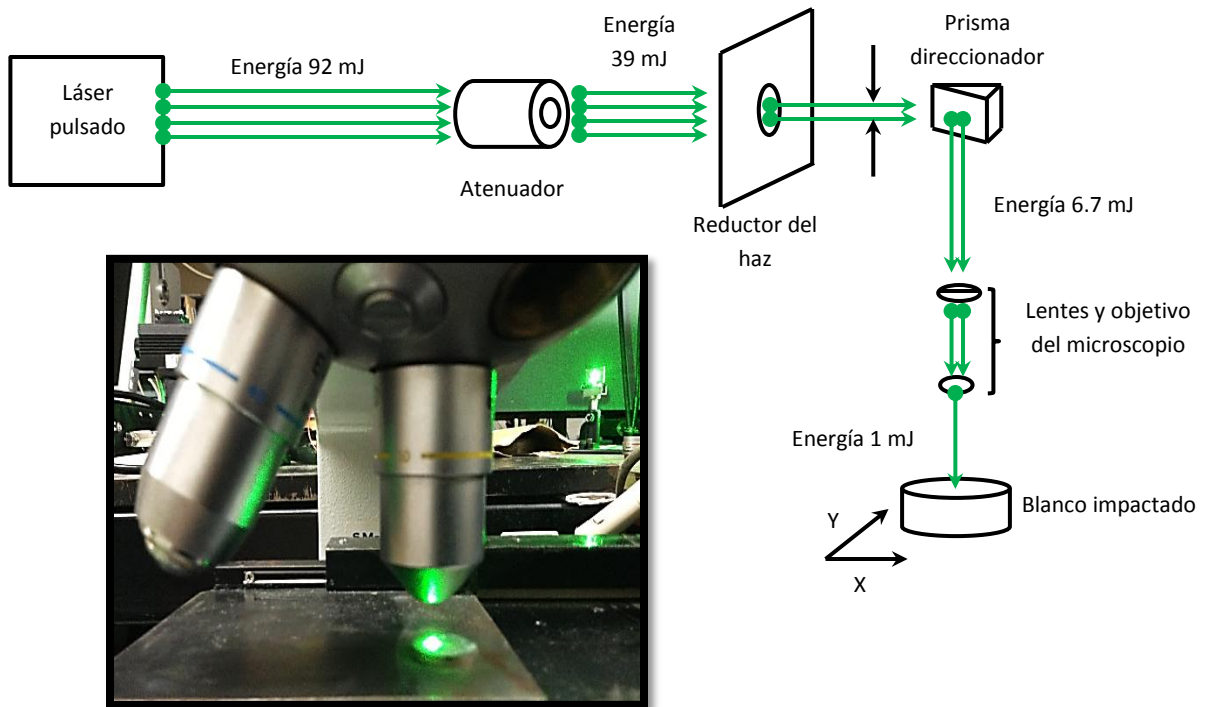 Energía
39 mJ
Prisma
direccionador
Energía 92 mJ
Láser
pulsado
Atenuador
Reductor del
haz
Energía 6.7 mJ
Lentes y objetivo
del microscopio
Energía 1 mJ
Blanco impactado
Y
X